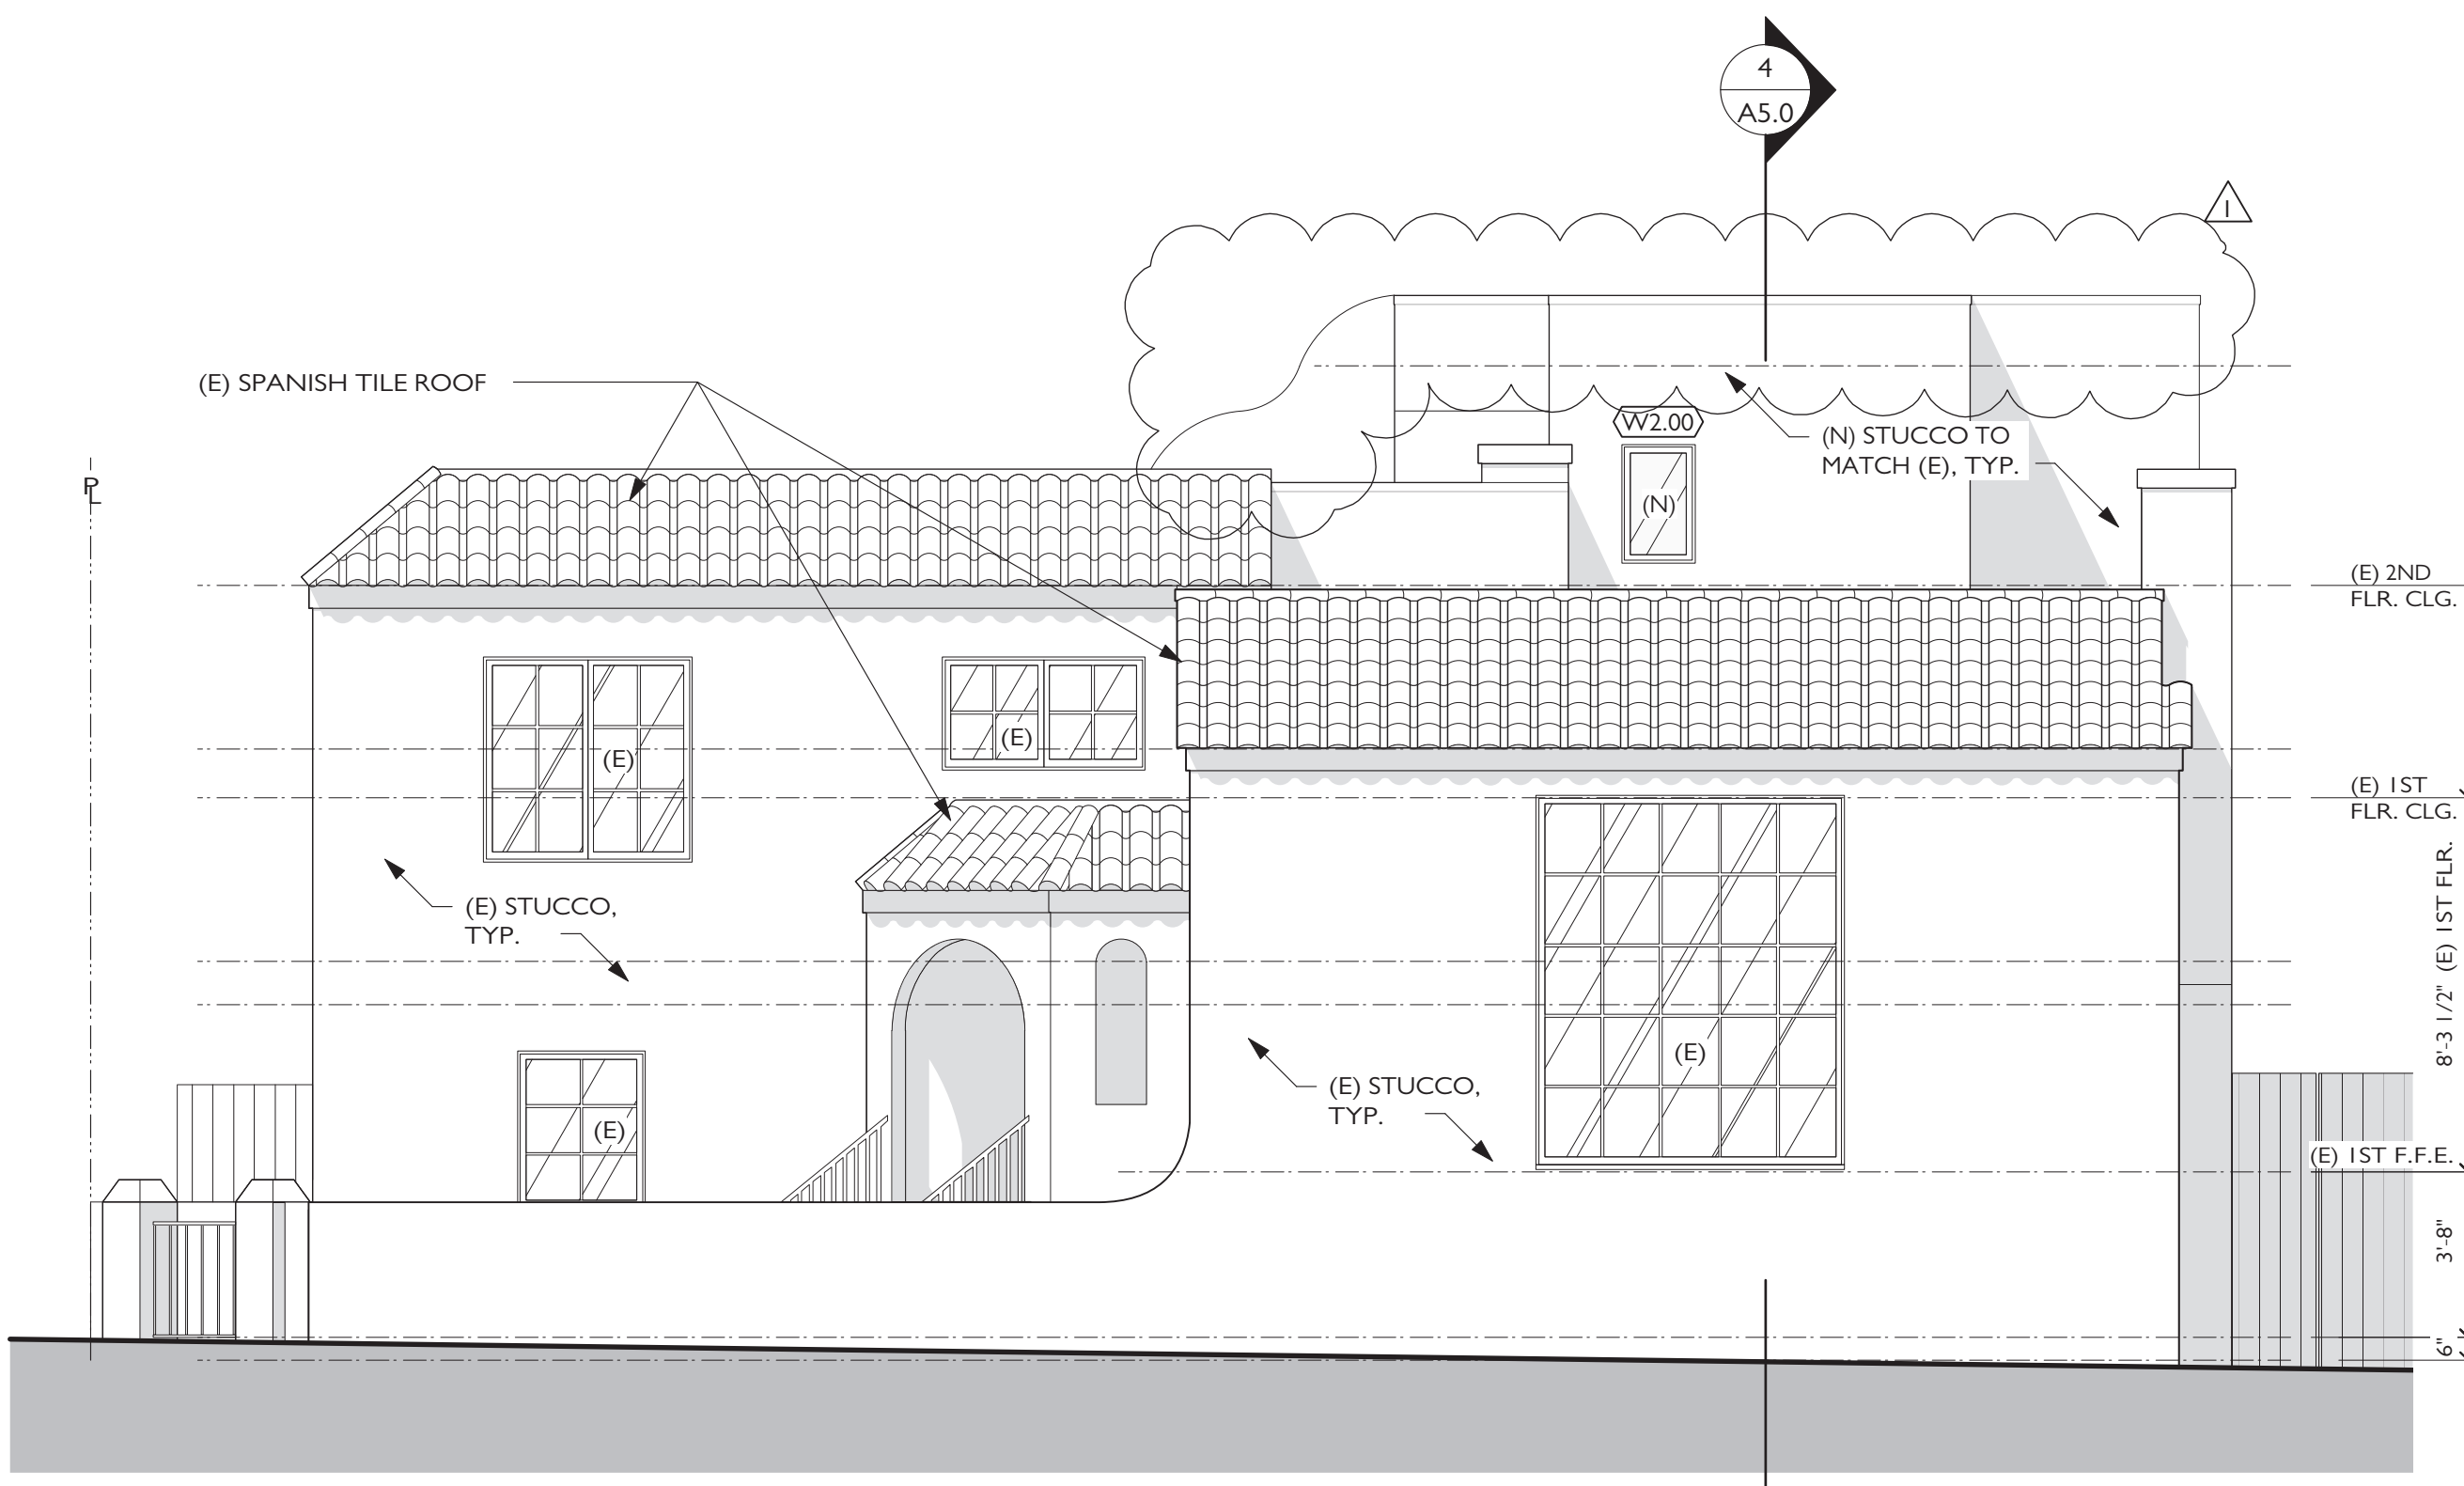 4
A5.0
1
(E) SPANISH TILE ROOF
W2.00
(N) STUCCO TO
MATCH (E), TYP.
PL
(N)
(E) 2ND
FLR. CLG.
(E)
(E)
(E) 1ST
FLR. CLG.
(E) STUCCO,
TYP.
8'-3 1/2" (E) 1ST FLR.
(E)
(E) STUCCO,
TYP.
(E)
(E) 1ST F.F.E.
3'-8"
6"